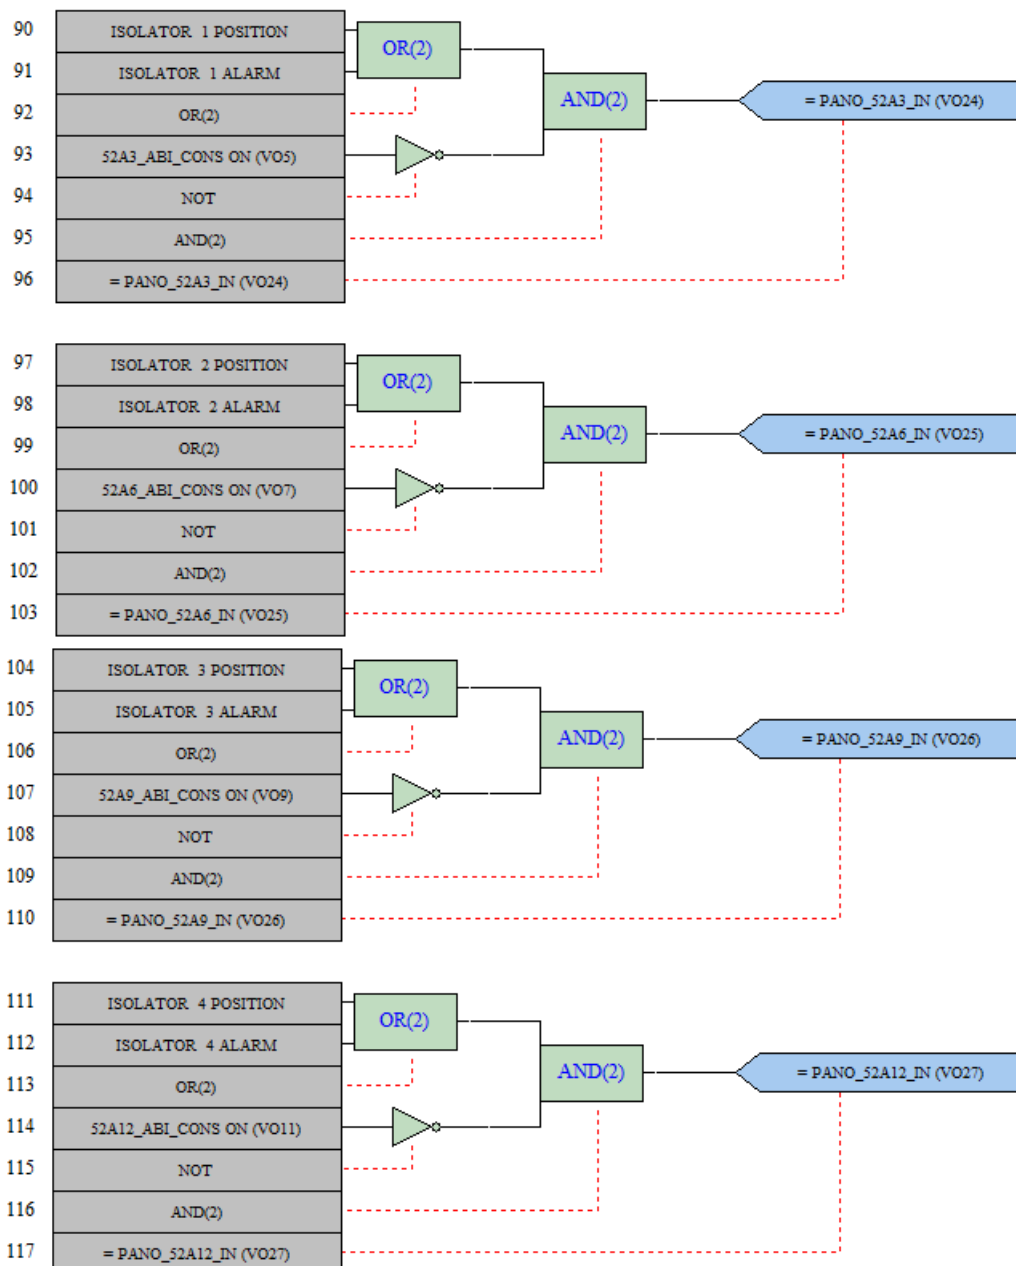 90 ISOLATOR 1 POSITION
OR(2)
91 ISOLATOR 1 ALARM
AND(2)
= PANO_52A3_IN (VO24)
92 OR(2)
93 52A3_ABI_CONS ON (VO5)
94 NOT
95 AND(2)
96 = PANO_52A3_IN (VO24)
97 ISOLATOR 2 POSITION
OR(2)
98 ISOLATOR 2 ALARM
AND(2)
= PANO_52A6_IN (VO25)
99 OR(2)
100 52A6_ABI_CONS ON (VO7)
101 NOT
102 AND(2)
103 = PANO_52A6_IN (VO25)
104 ISOLATOR 3 POSITION
OR(2)
105 ISOLATOR 3 ALARM
AND(2)
= PANO_52A9_IN (VO26)
106 OR(2)
107 52A9_ABI_CONS ON (VO9)
108 NOT
109 AND(2)
110 = PANO_52A9_IN (VO26)
111 ISOLATOR 4 POSITION
OR(2)
112 ISOLATOR 4 ALARM
AND(2)
= PANO_52A12_IN (VO27)
113 OR(2)
114 52A12_ABI_CONS ON (VO11)
115 NOT
116 AND(2)
117 = PANO_52A12_IN (VO27)